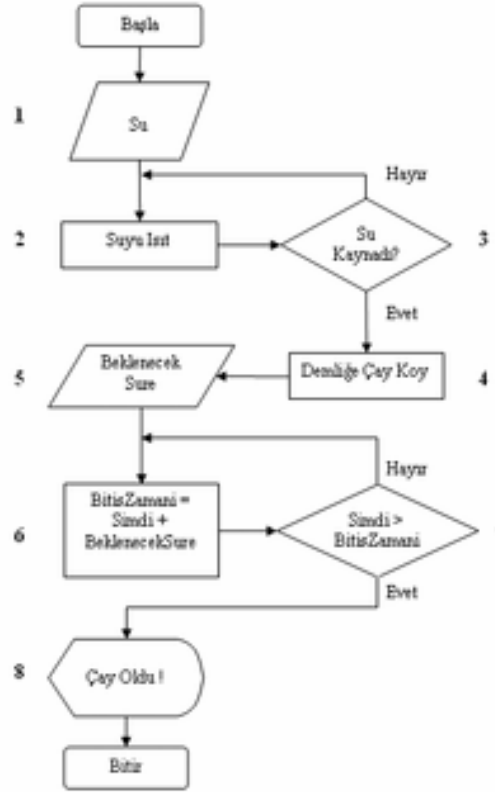 Başla
1
Su
Hayır
2
Suyu Isıt
Su
Kaynadı?
3
Evet
5
Beklenecek
Sure
Demliğe Çay Koy
4
Hayır
6
BitisZamani =
Simdi +
BeklenecekSure
Simdi >
BitisZamani
Evet
8
Çay Oldu !
Bitir